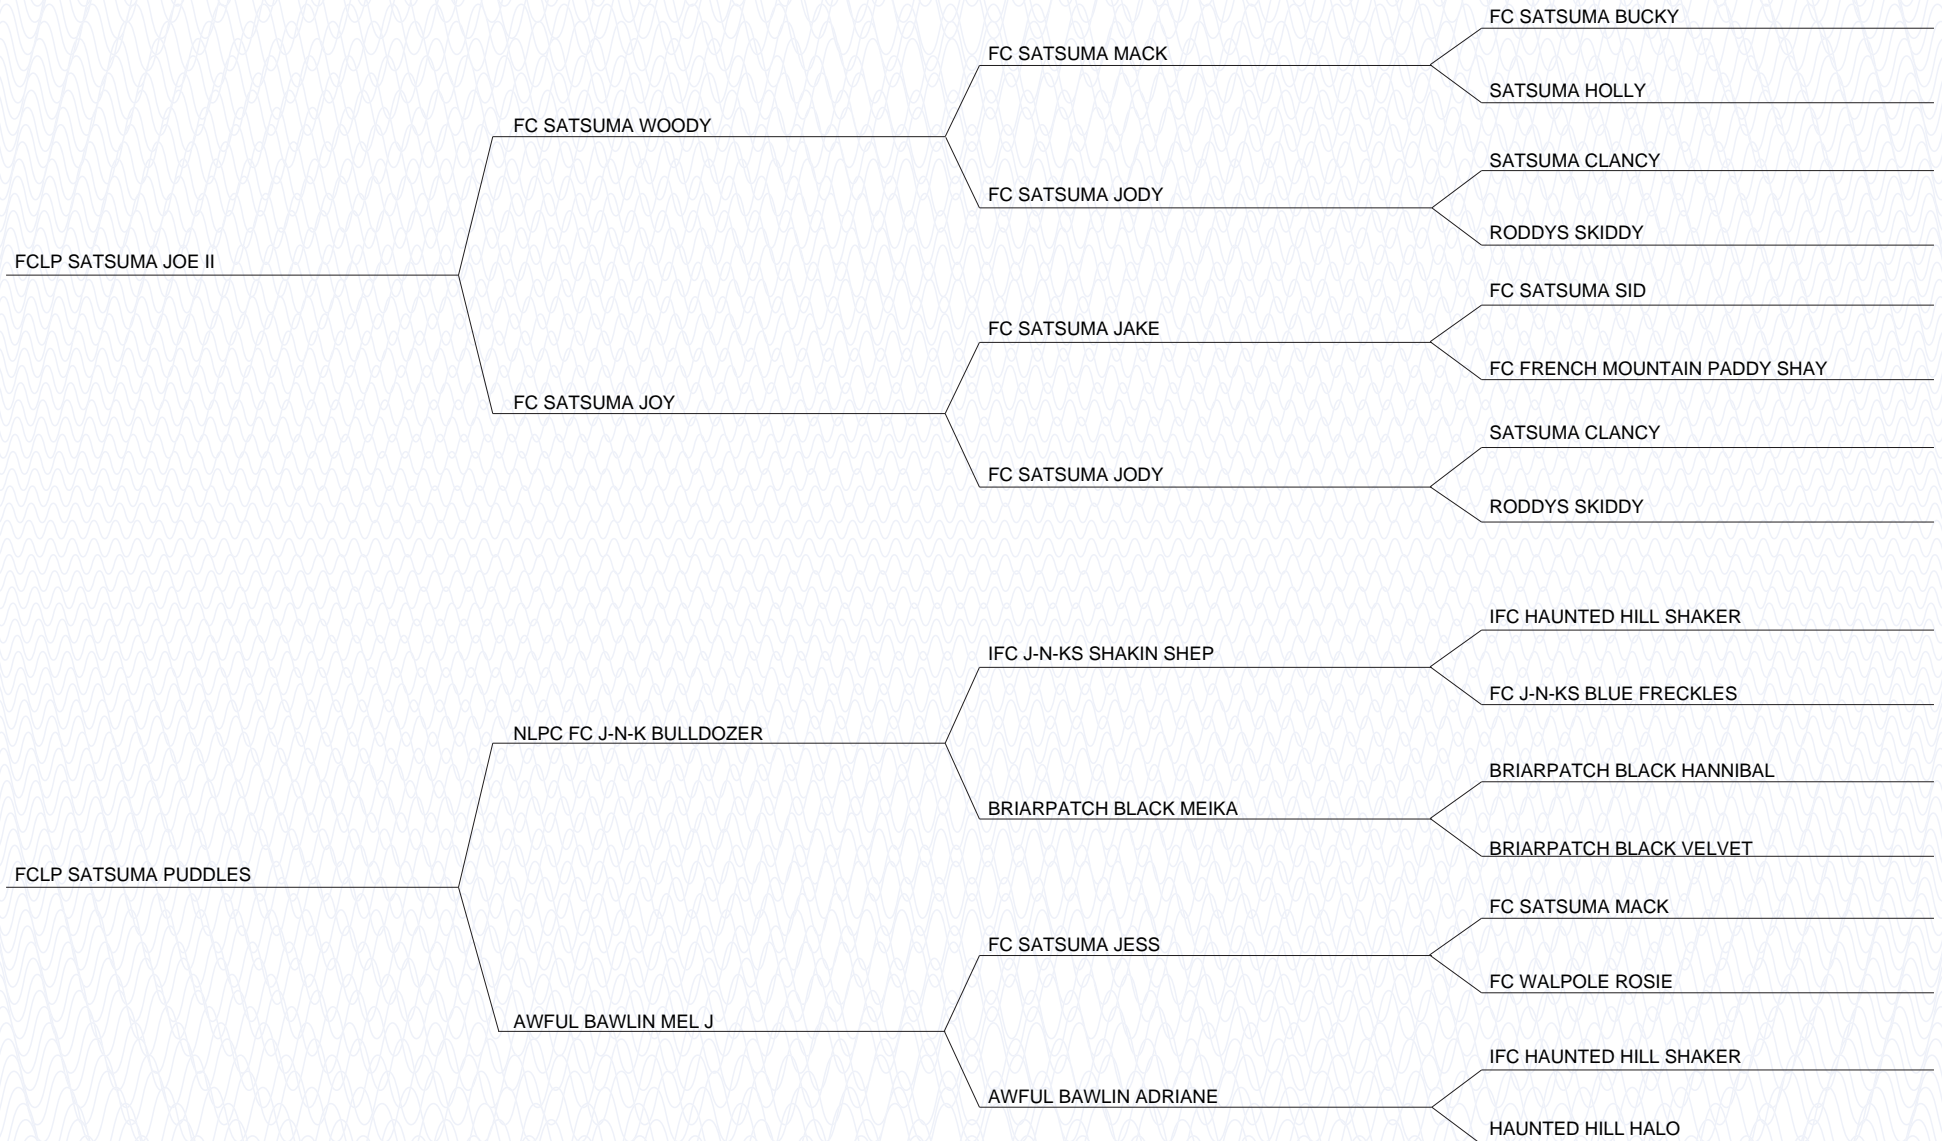 FC SATSUMA BUCKY
FC SATSUMA MACK
SATSUMA HOLLY
FC SATSUMA WOODY
SATSUMA CLANCY
FC SATSUMA JODY
RODDYS SKIDDY
FCLP SATSUMA JOE II
FC SATSUMA SID
FC SATSUMA JAKE
FC FRENCH MOUNTAIN PADDY SHAY
FC SATSUMA JOY
SATSUMA CLANCY
FC SATSUMA JODY
RODDYS SKIDDY
IFC HAUNTED HILL SHAKER
IFC J-N-KS SHAKIN SHEP
FC J-N-KS BLUE FRECKLES
NLPC FC J-N-K BULLDOZER
BRIARPATCH BLACK HANNIBAL
BRIARPATCH BLACK MEIKA
BRIARPATCH BLACK VELVET
FCLP SATSUMA PUDDLES
FC SATSUMA MACK
FC SATSUMA JESS
FC WALPOLE ROSIE
AWFUL BAWLIN MEL J
IFC HAUNTED HILL SHAKER
AWFUL BAWLIN ADRIANE
HAUNTED HILL HALO